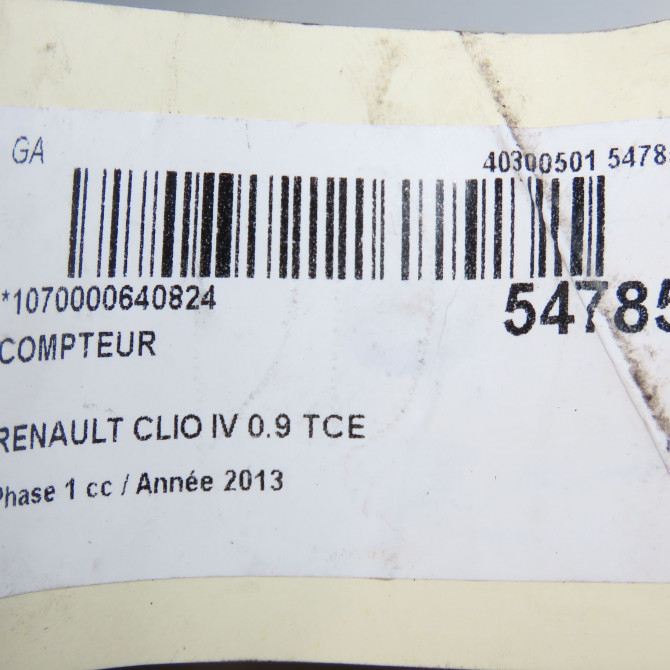 GA
40300501 5478
*1070000640824
54785
COMPTEUR
RENAULT CLIO IV 0.9 TCE
Phase 1 cc / Année 2013